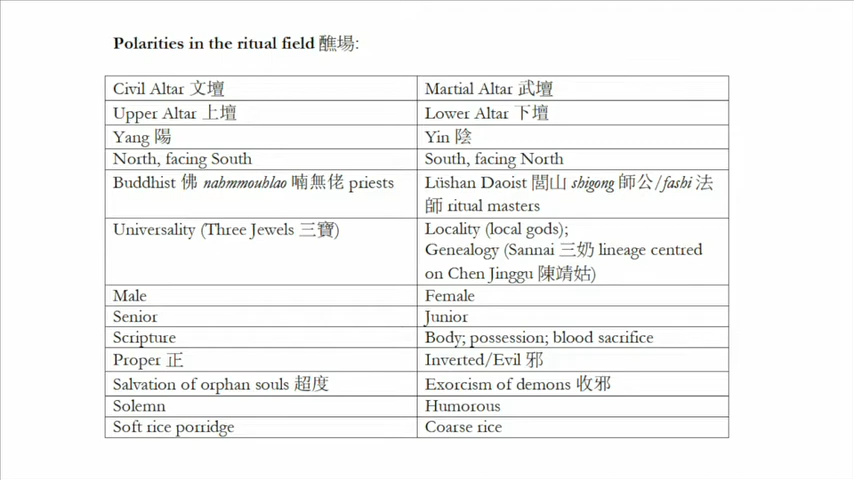 Polarities in the ritual field 醮場:
Civil Altar 文壇
Martial Altar 武壇
Upper Altar 上壇
Lower Altar 下壇
Yang 陽
Yin 陰
North, facing South
South, facing North
Buddhist 佛 nahmmouhlao 喃無佬 priests
Lüshan Daoist 閭山 shigong 師公/fashi 法
師 ritual masters
Universality (Three Jewels 三寶)
Locality (local gods);
Genealogy (Sannai 三奶 lineage centred
on Chen Jinggu 陳靖姑)
Male
Female
Senior
Junior
Scripture
Body; possession; blood sacrifice
Proper 正
Inverted/Evil 邪
Salvation of orphan souls 超度
Exorcism of demons 收邪
Solemn
Humorous
Soft rice porridge
Coarse rice